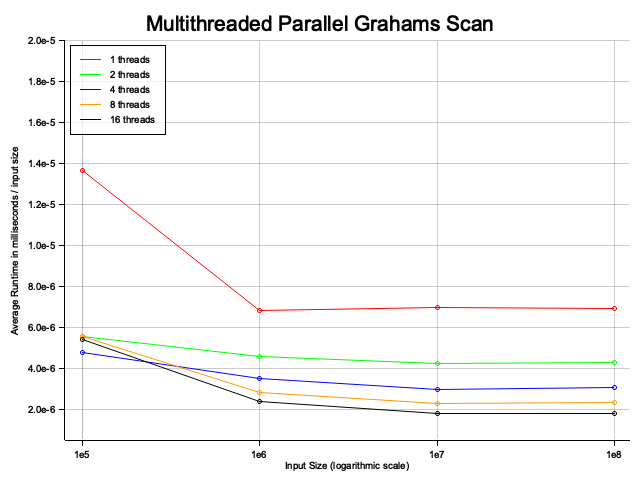 Multithreaded Parallel Grahams Scan
2.0e-5
1.8e-5
1.6e-5
1.4e-5
1.2e-5
1.0e-5
8.0e-6
6.0e-6
4.0e-6
2.0e-6
Average Runtime in milliseconds / input size
1 threads
2 threads
4 threads
8 threads
16 threads
1e5
1e6
1e7
1e8
Input Size (logarithmic scale)